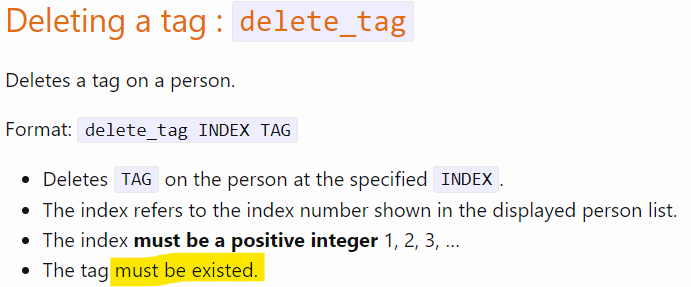 Deleting a tag : delete_tag
Deletes a tag on a person.
Format: delete_tag INDEX TAG
• Deletes TAG on the person at the specified INDEX.
• The index refers to the index number shown in the displayed person list.
• The index must be a positive integer 1, 2, 3, …
• The tag must be existed.